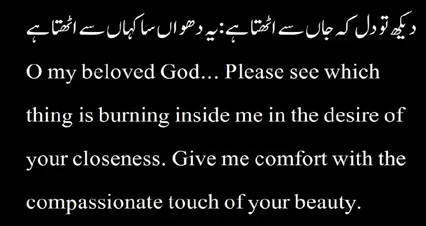 دیکھ تو دل کہ جاں سے اٹھتا ہے : یہ دھواں سا کہاں سے اٹھتا ہے
O my beloved God... Please see which
thing is burning inside me in the desire of
your closeness. Give me comfort with the
compassionate touch of your beauty.